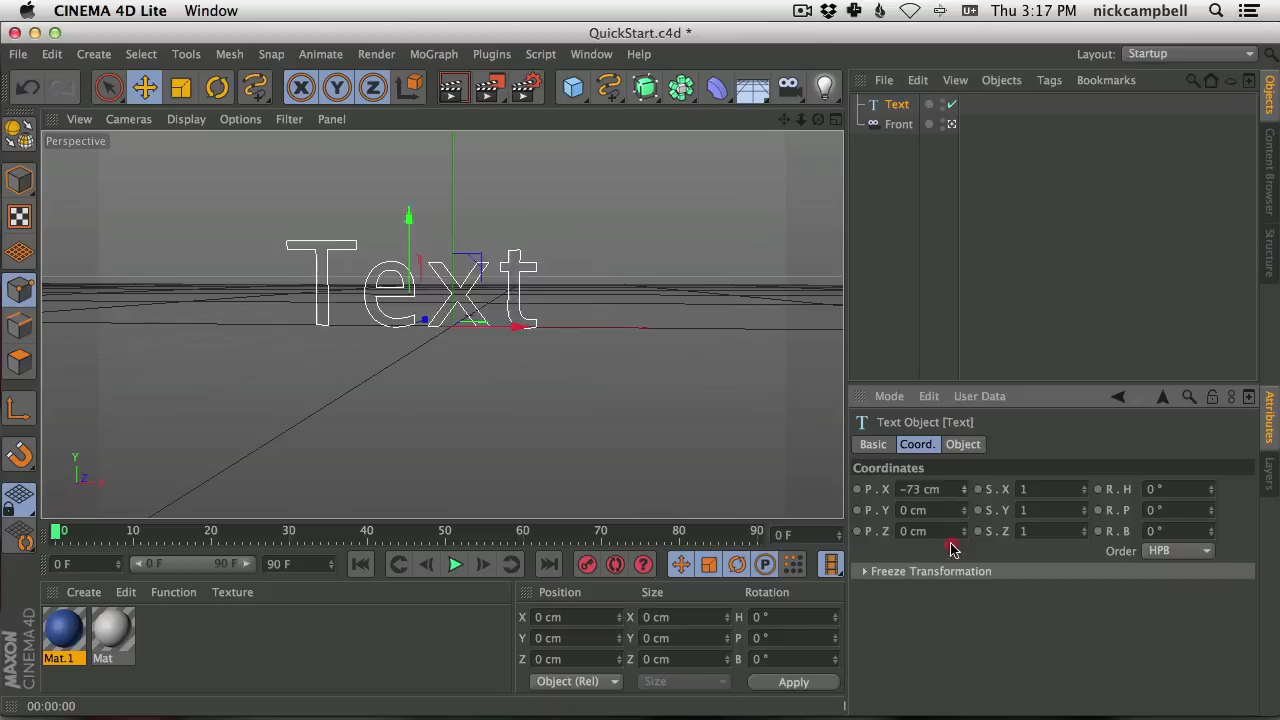 CINEMA 4D Lite Window Thu 3:17 PM nickcampbell
QuickStart.c4d *
File Edit Create Select Tools Mesh Snap Animate Render MoGraph Plugins Script Window Help Layout: Startup
X Y Z
File Edit View Objects Tags Bookmarks
View Cameras Display Options Filter Panel
Perspective
Text
Front
Objects
Content Browser
Structure
Text
Y
Z
Mode Edit User Data
T Text Object [Text]
Basic Coord. Object
Coordinates
P . X -73 cm S . X 1 R . H 0 °
P . Y 0 cm S . Y 1 R . P 0 °
P . Z 0 cm S . Z 1 R . B 0 °
Order HPB
Freeze Transformation
Attributes
Layers
0 10 20 30 40 50 60 70 80 90 0 F
0 F 0 F 90 F 90 F
Create Edit Function Texture
Mat.1 Mat
Position Size Rotation
X 0 cm X 0 cm H 0 °
Y 0 cm Y 0 cm P 0 °
Z 0 cm Z 0 cm B 0 °
Object (Rel) Size Apply
MAXON
CINEMA 4D
00:00:00